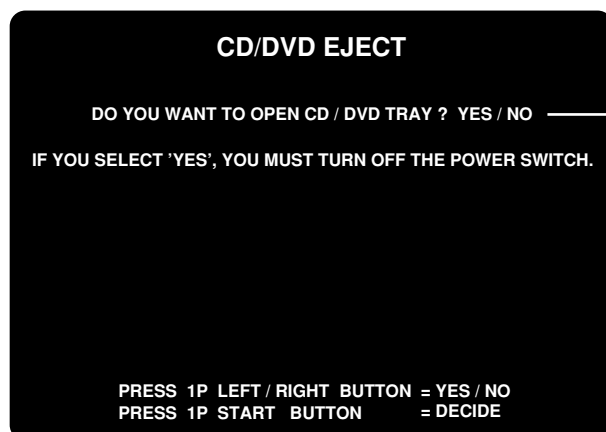 CD/DVD EJECT
DO YOU WANT TO OPEN CD / DVD TRAY ? YES / NO
IF YOU SELECT 'YES', YOU MUST TURN OFF THE POWER SWITCH.
PRESS 1P LEFT / RIGHT BUTTON = YES / NO
PRESS 1P START BUTTON = DECIDE